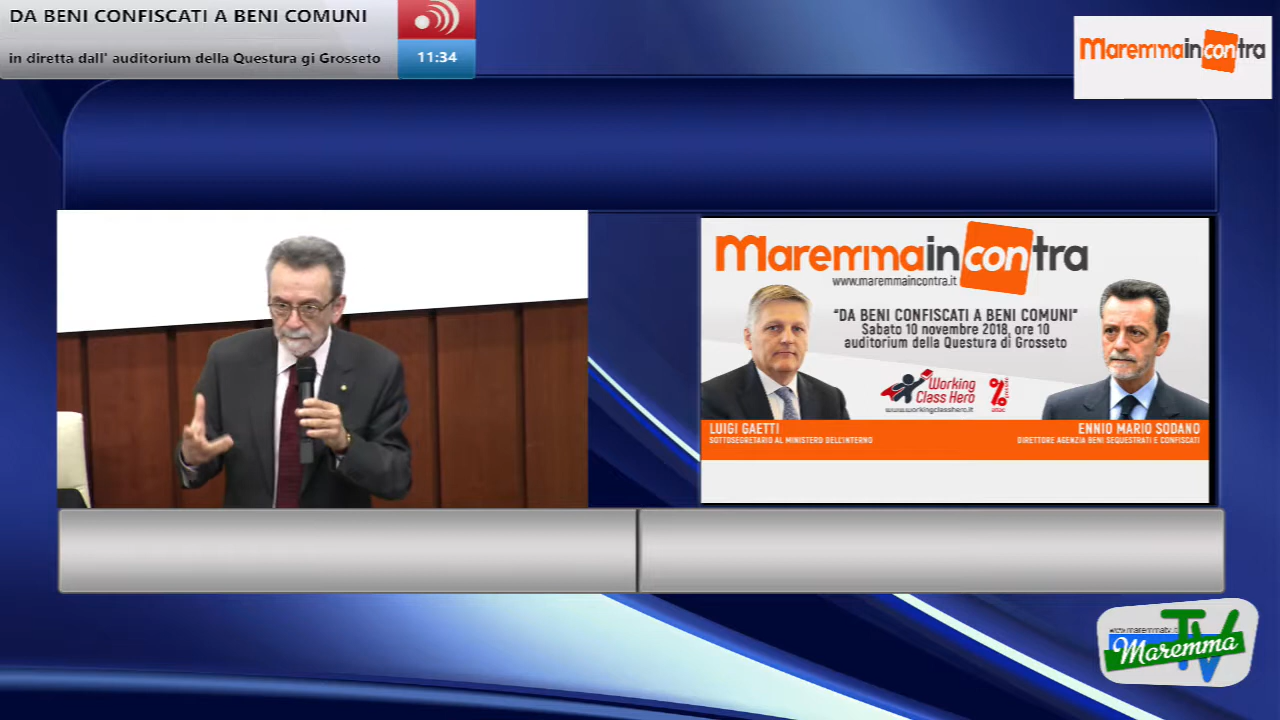 DA BENI CONFISCATI A BENI COMUNI
in diretta dall' auditorium della Questura gi Grosseto
11:34
Maremmaincontra
Maremmaincontra
www.maremmaincontra.it
"DA BENI CONFISCATI A BENI COMUNI"
Sabato 10 novembre 2018, ore 10
auditorium della Questura di Grosseto
Working
Class Hero
www.workingclasshero.it
attac
LUIGI GAETTI
SOTTOSEGRETARIO AL MINISTERO DELL'INTERNO
ENNIO MARIO SODANO
DIRETTORE AGENZIA BENI SEQUESTRATI E CONFISCATI
TV
Maremma